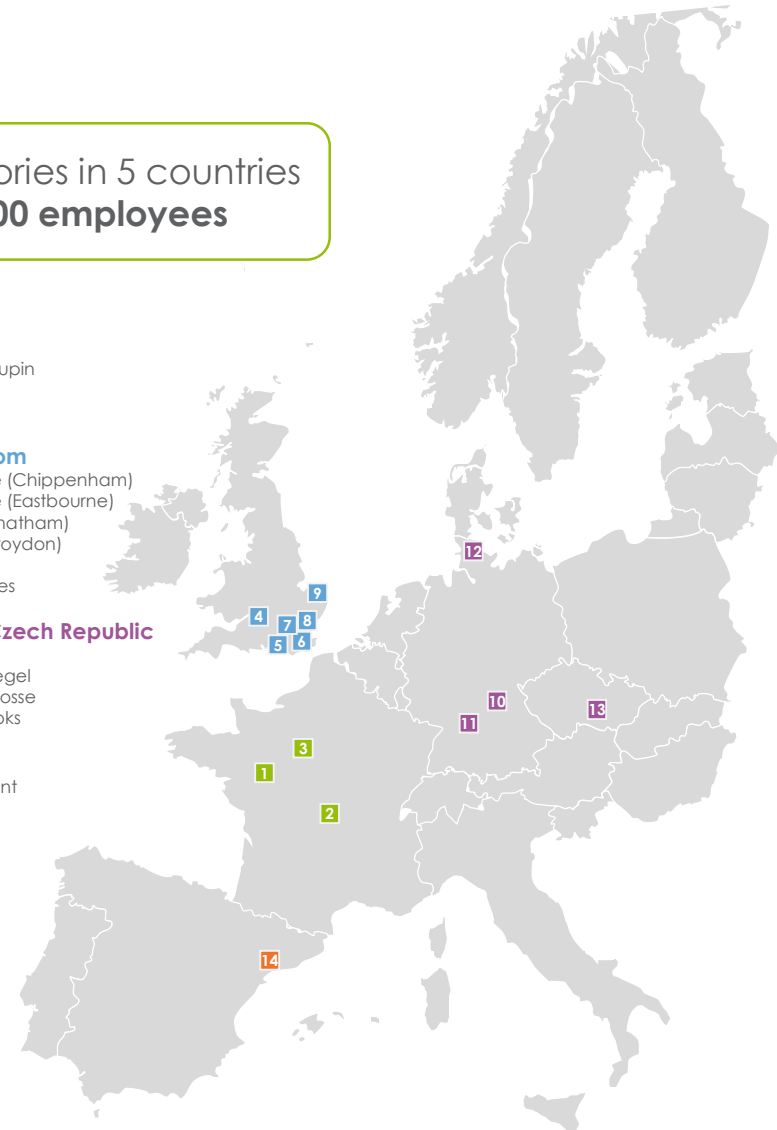 ories in 5 countries
00 employees
upin
om
e (Chippenham)
e (Eastbourne)
hatham)
oydon)
es
Czech Republic
egel
osse
oks
nt
12
9
4
7
8
5
6
10
11
13
3
1
2
14